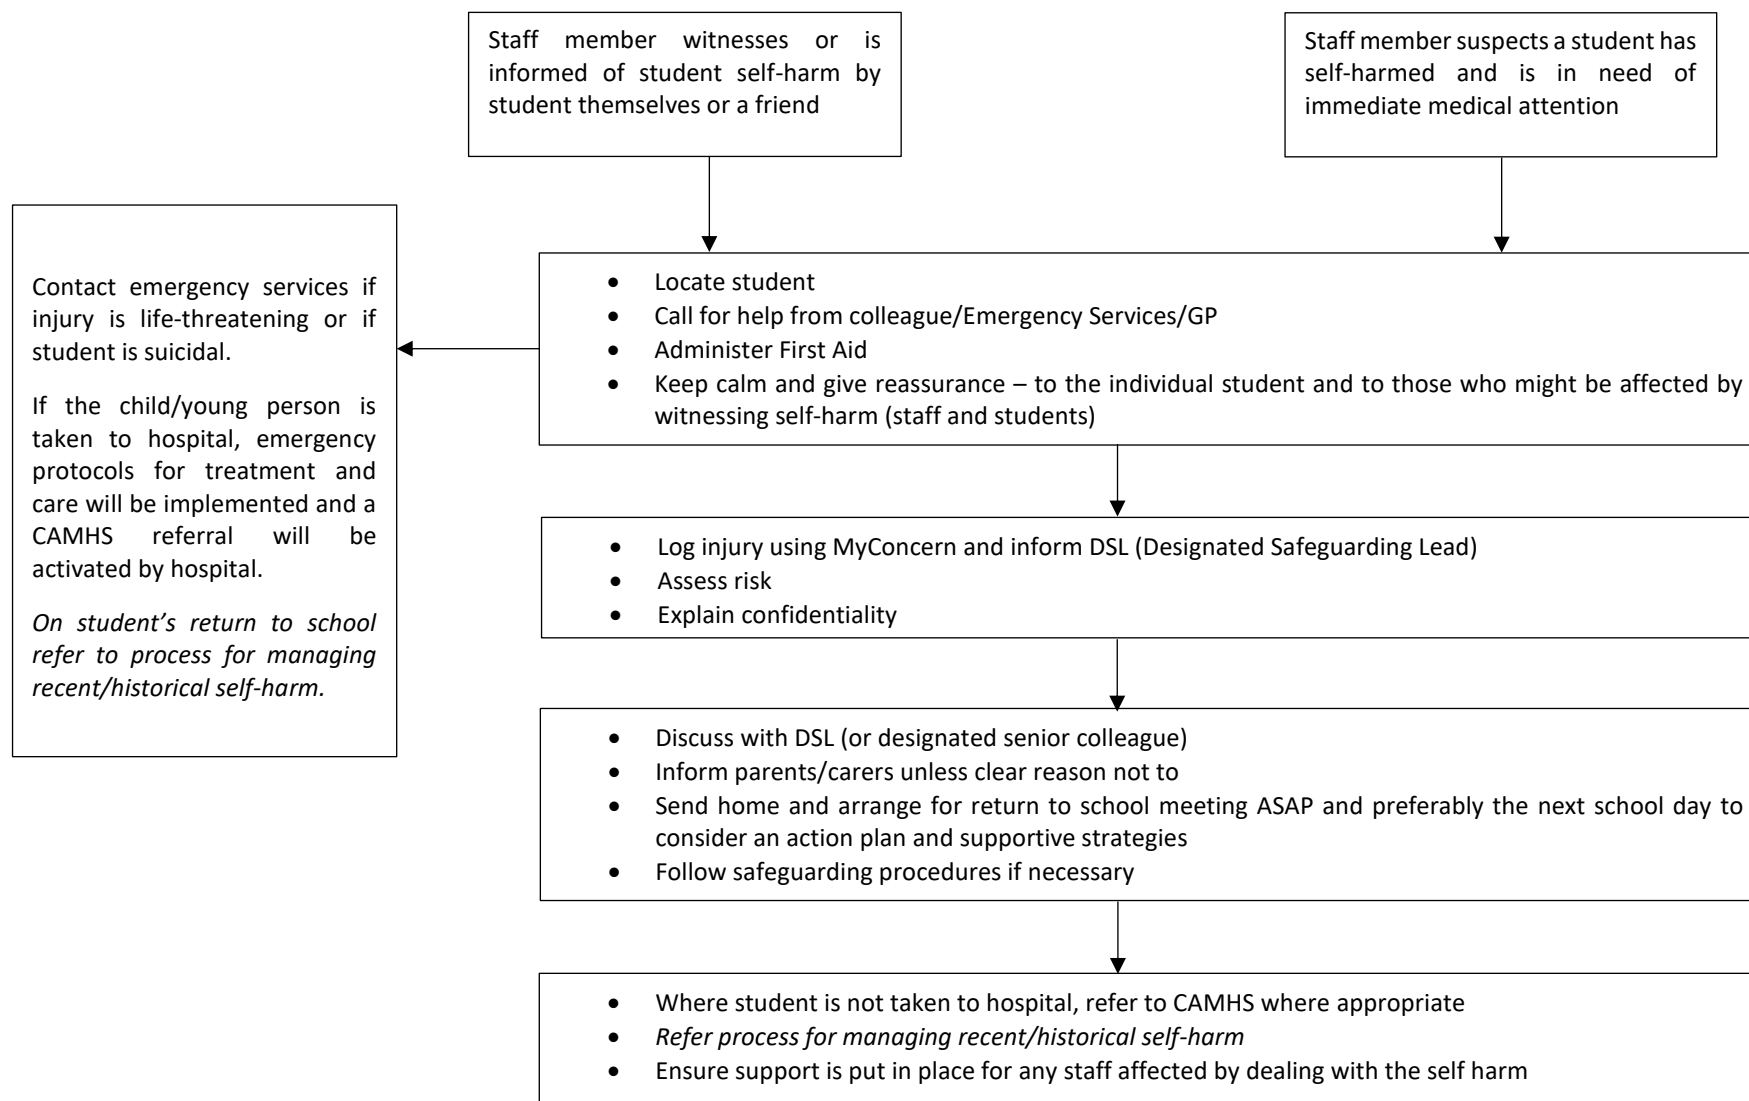 Staff member witnesses or is
informed of student self-harm by
student themselves or a friend
Staff member suspects a student has
self-harmed and is in need of
immediate medical attention
Contact emergency services if
injury is life-threatening or if
student is suicidal.
If the child/young person is
taken to hospital, emergency
protocols for treatment and
care will be implemented and a
CAMHS referral will be
activated by hospital.
On student’s return to school
refer to process for managing
recent/historical self-harm.
• Locate student
• Call for help from colleague/Emergency Services/GP
• Administer First Aid
• Keep calm and give reassurance – to the individual student and to those who might be affected by
witnessing self-harm (staff and students)
• Log injury using MyConcern and inform DSL (Designated Safeguarding Lead)
• Assess risk
• Explain confidentiality
• Discuss with DSL (or designated senior colleague)
• Inform parents/carers unless clear reason not to
• Send home and arrange for return to school meeting ASAP and preferably the next school day to
consider an action plan and supportive strategies
• Follow safeguarding procedures if necessary
• Where student is not taken to hospital, refer to CAMHS where appropriate
• Refer process for managing recent/historical self-harm
• Ensure support is put in place for any staff affected by dealing with the self harm